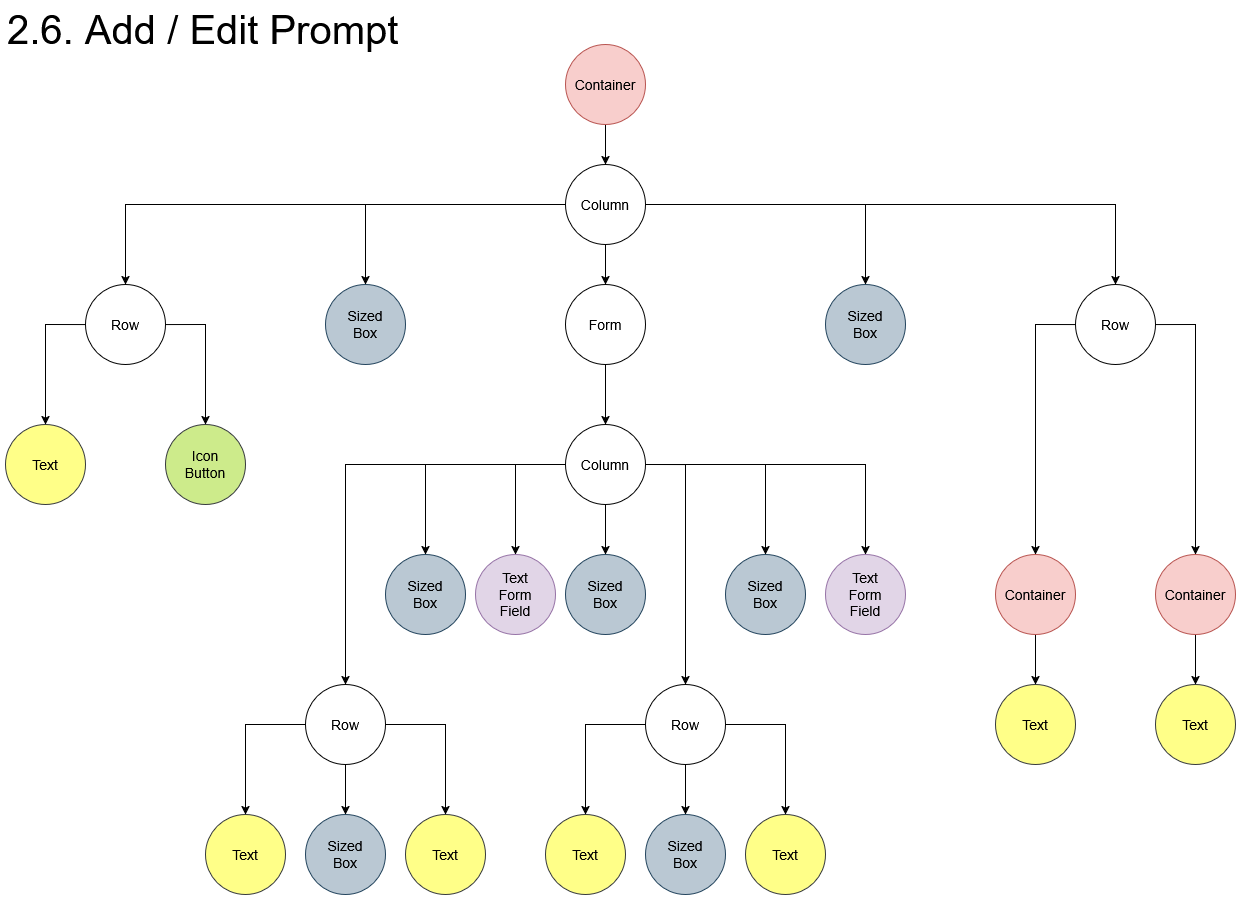 2.6. Add / Edit Prompt
Container
Column
Row
Sized
Box
Form
Sized
Box
Row
Text
Icon
Button
Column
Sized
Box
Text
Form
Field
Sized
Box
Sized
Box
Text
Form
Field
Container
Container
Row
Row
Text
Text
Text
Sized
Box
Text
Text
Sized
Box
Text